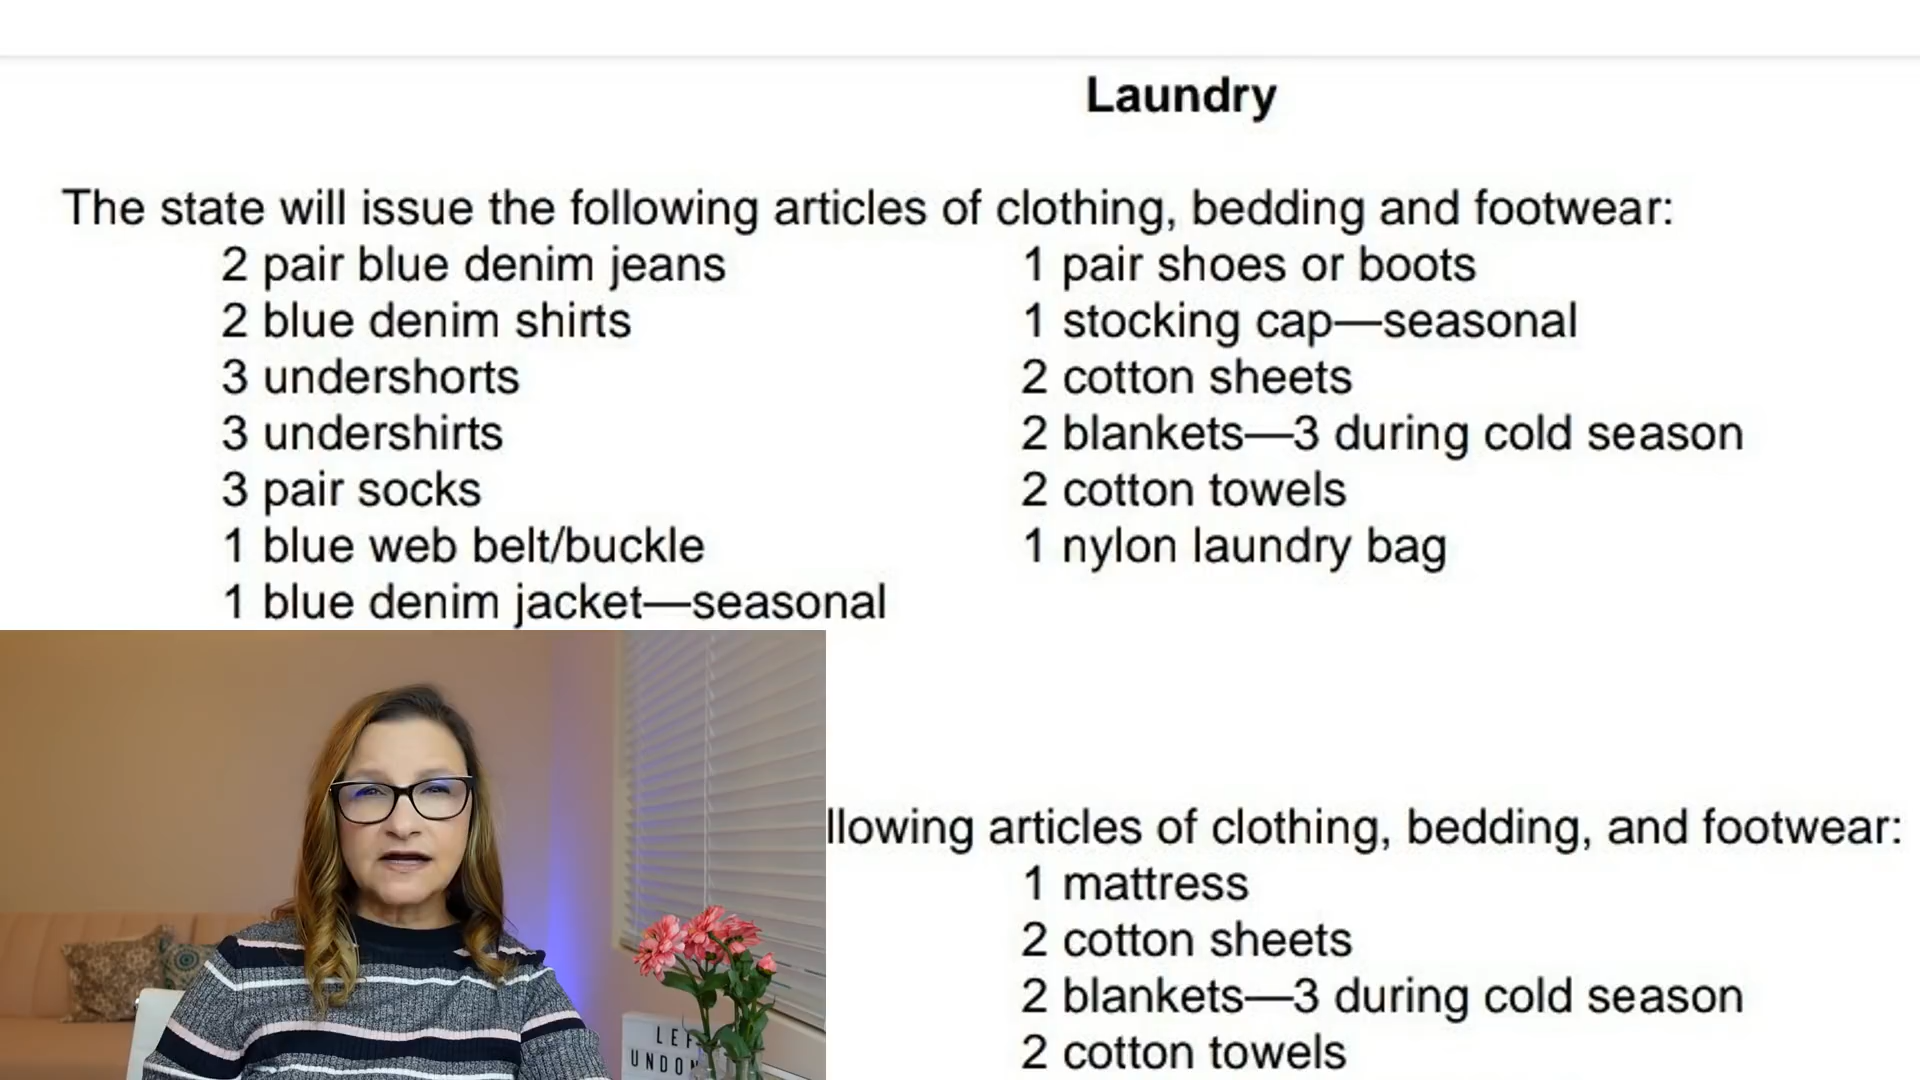 Laundry
The state will issue the following articles of clothing, bedding and footwear:
2 pair blue denim jeans
2 blue denim shirts
3 undershorts
3 undershirts
3 pair socks
1 blue web belt/buckle
1 blue denim jacket—seasonal
1 pair shoes or boots
1 stocking cap—seasonal
2 cotton sheets
2 blankets—3 during cold season
2 cotton towels
1 nylon laundry bag
llowing articles of clothing, bedding, and footwear:
1 mattress
2 cotton sheets
2 blankets—3 during cold season
2 cotton towels
LEF
UNDON